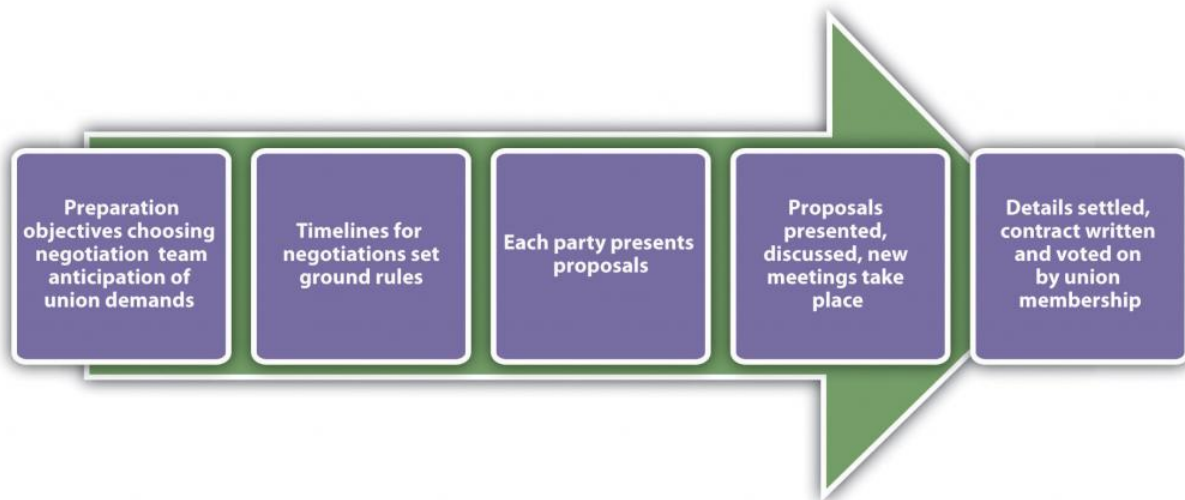 Preparation
objectives choosing
negotiation team
anticipation of
union demands
Timelines for
negotiations set
ground rules
Each party presents
proposals
Proposals
presented,
discussed, new
meetings take
place
Details settled,
contract written
and voted on
by union
membership